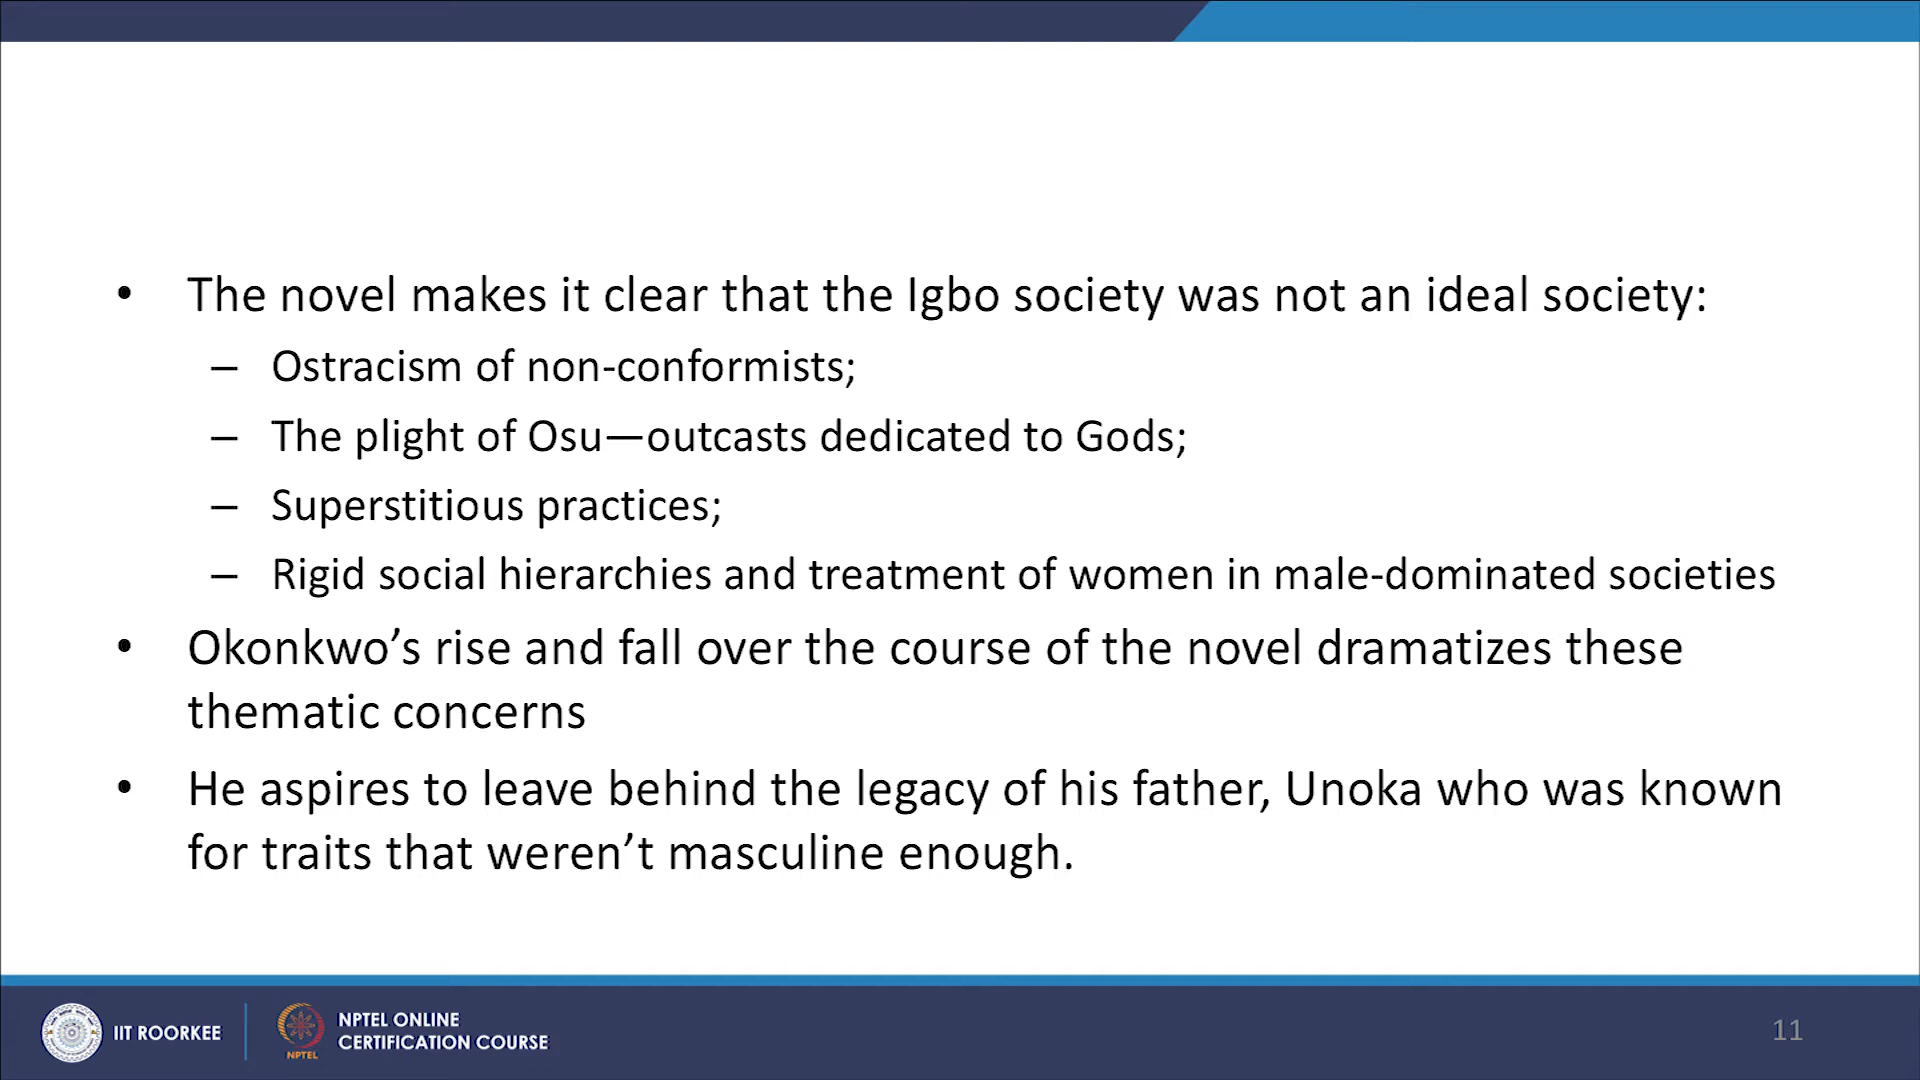 • The novel makes it clear that the Igbo society was not an ideal society:
– Ostracism of non-conformists;
– The plight of Osu—outcasts dedicated to Gods;
– Superstitious practices;
– Rigid social hierarchies and treatment of women in male-dominated societies
• Okonkwo’s rise and fall over the course of the novel dramatizes these
thematic concerns
• He aspires to leave behind the legacy of his father, Unoka who was known
for traits that weren’t masculine enough.
IIT ROORKEE
NPTEL
NPTEL ONLINE
CERTIFICATION COURSE
11